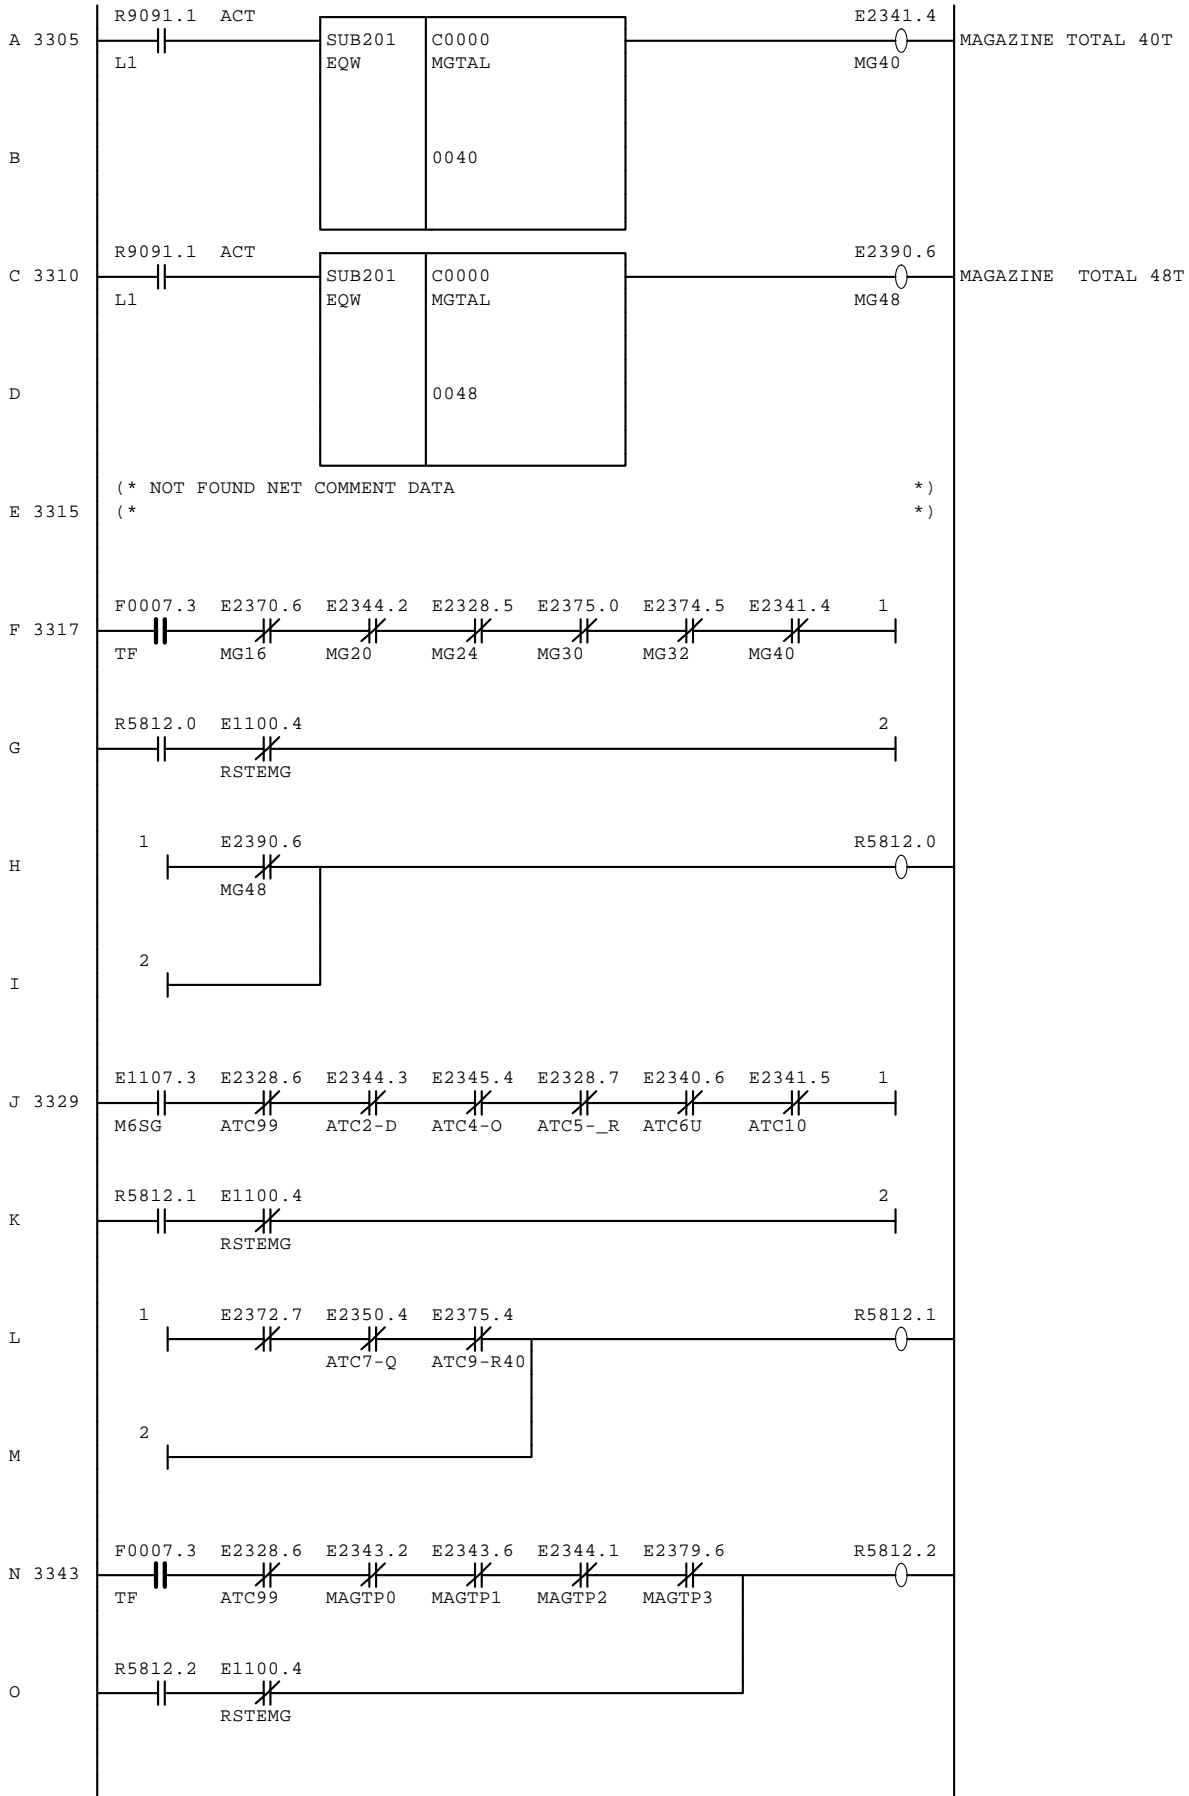 R9091.1 ACT E2341.4
A 3305 SUB201 C0000 MAGAZINE TOTAL 40T
L1 EQW MGTAL MG40
B 0040
R9091.1 ACT E2390.6
C 3310 SUB201 C0000 MAGAZINE TOTAL 48T
L1 EQW MGTAL MG48
D 0048
(* NOT FOUND NET COMMENT DATA *)
E 3315 (* *)
F0007.3 E2370.6 E2344.2 E2328.5 E2375.0 E2374.5 E2341.4 1
F 3317
TF MG16 MG20 MG24 MG30 MG32 MG40
R5812.0 E1100.4 2
G
RSTEMG
1 E2390.6 R5812.0
H
MG48
2
I
E1107.3 E2328.6 E2344.3 E2345.4 E2328.7 E2340.6 E2341.5 1
J 3329
M6SG ATC99 ATC2-D ATC4-O ATC5-_R ATC6U ATC10
R5812.1 E1100.4 2
K
RSTEMG
1 E2372.7 E2350.4 E2375.4 R5812.1
L
ATC7-Q ATC9-R40
2
M
F0007.3 E2328.6 E2343.2 E2343.6 E2344.1 E2379.6 R5812.2
N 3343
TF ATC99 MAGTP0 MAGTP1 MAGTP2 MAGTP3
R5812.2 E1100.4
O
RSTEMG